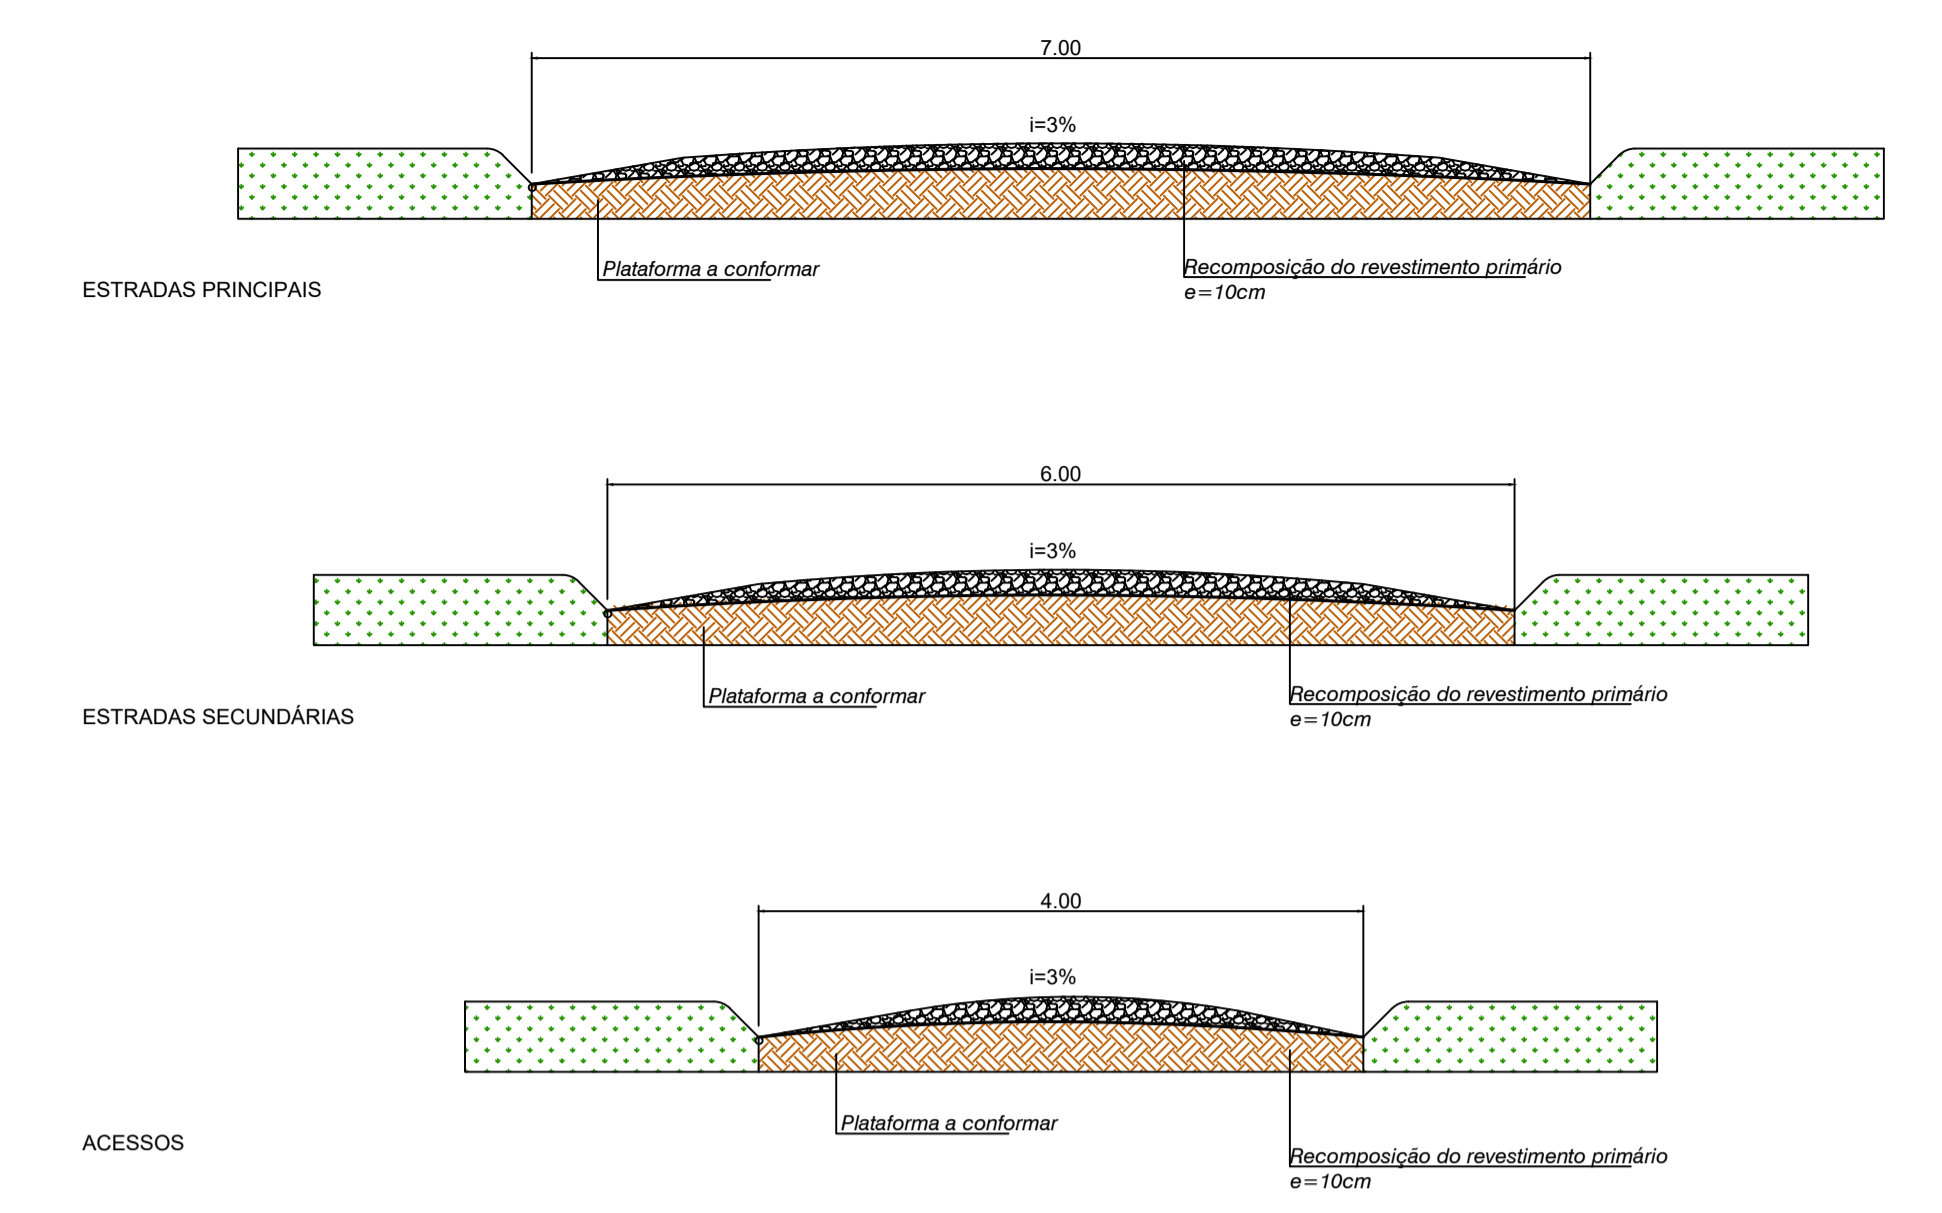 7.00
i=3%
Plataforma a conformar
Recomposição do revestimento primário
e=10cm
ESTRADAS PRINCIPAIS
6.00
i=3%
Plataforma a conformar
Recomposição do revestimento primário
e=10cm
ESTRADAS SECUNDÁRIAS
4.00
i=3%
Plataforma a conformar
ACESSOS
Recomposição do revestimento primário
e=10cm